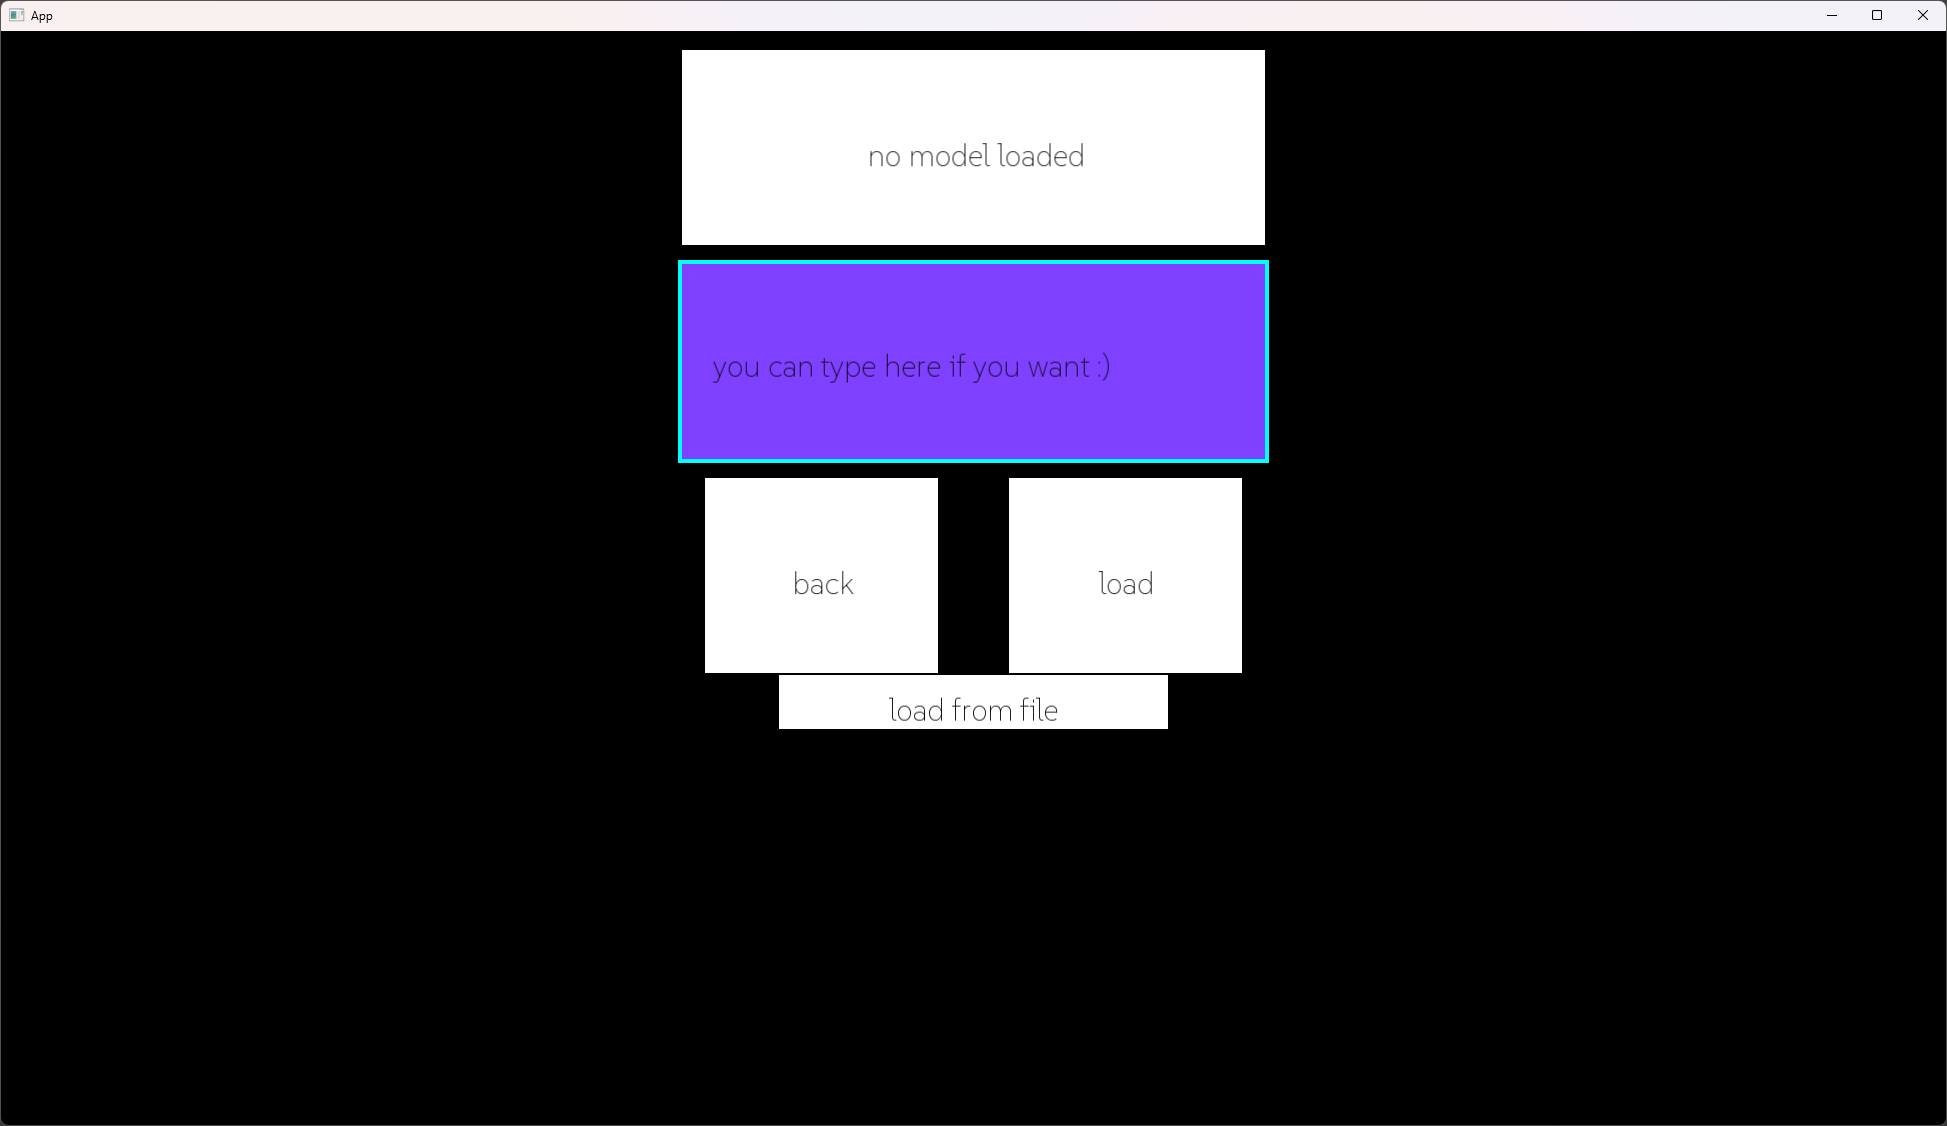 App
no model loaded
you can type here if you want :)
back
load
load from file